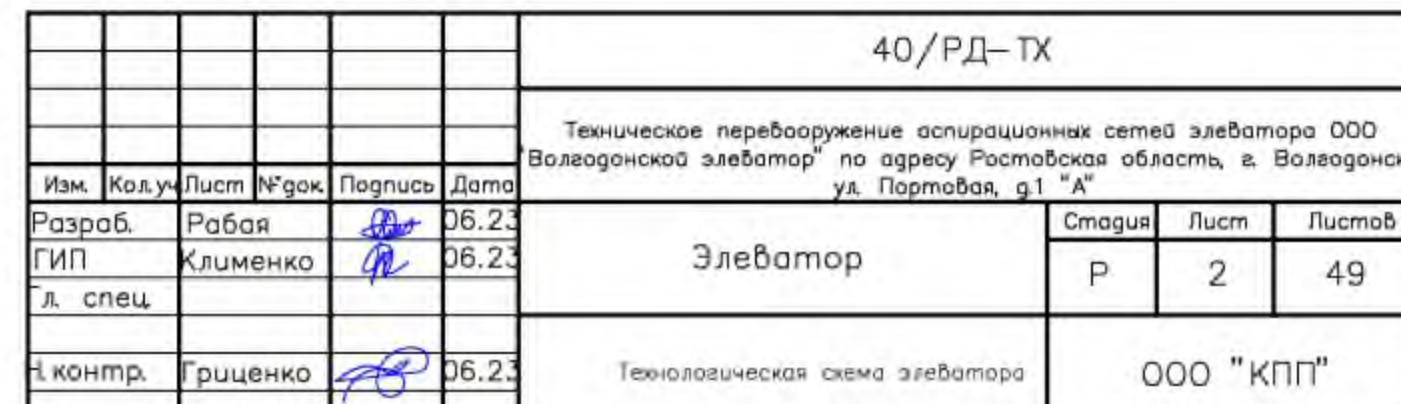 40/РД-ТХ
Техническое перевооружение аспирационных сетей элеватора ООО
"Волгодонской элеватор" по адресу Ростовская область, г. Волгодонск
ул. Портовая, д.1 "А"
Изм. Кол.уч Лист №док. Подпись Дата
Разраб. Рабая 06.23
ГИП Клименко 06.23
Гл. спец.
Н.контр. Гриценко 06.23
Элеватор
Стадия Лист Листов
Р 2 49
Технологическая схема элеватора
ООО "КПП"